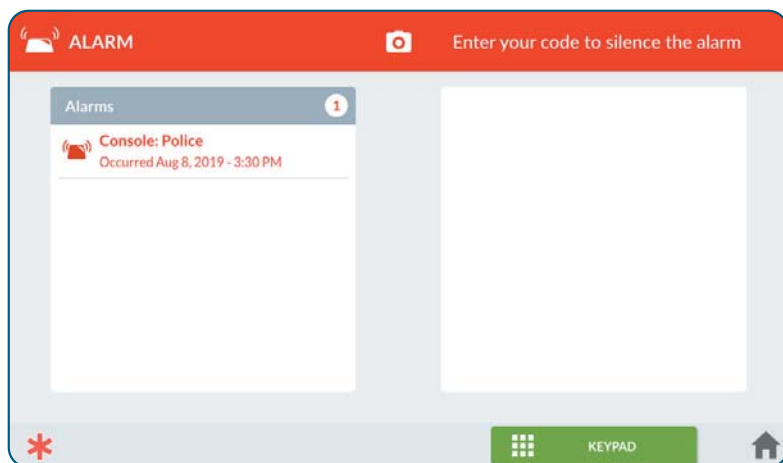 ALARM
Enter your code to silence the alarm
Alarms 1
Console: Police
Occurred Aug 8, 2019 - 3:30 PM
KEYPAD